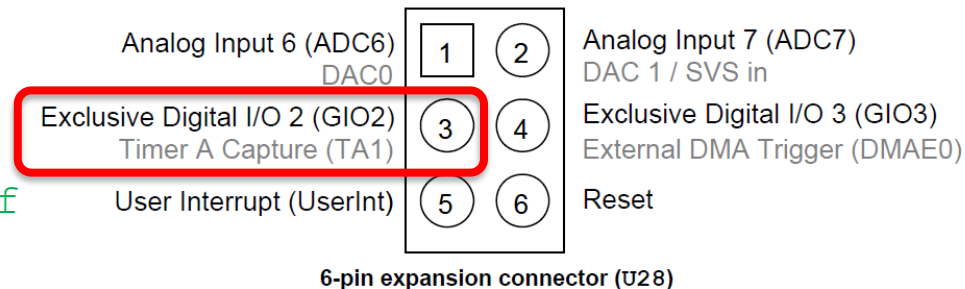 Analog Input 6 (ADC6)
DAC0
1
2
Analog Input 7 (ADC7)
DAC 1 / SVS in
Exclusive Digital I/O 2 (GIO2)
Timer A Capture (TA1)
3
4
Exclusive Digital I/O 3 (GIO3)
External DMA Trigger (DMAE0)
f
User Interrupt (UserInt)
5
6
Reset
6-pin expansion connector (U28)